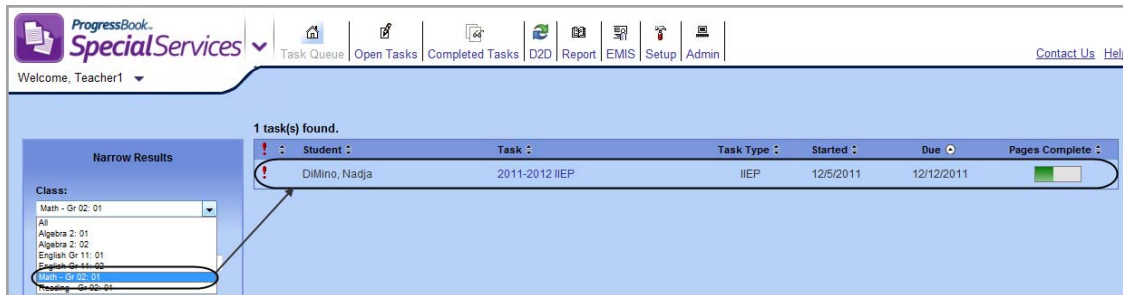 ProgressBook™
SpecialServices
Task Queue Open Tasks Completed Tasks D2D Report EMIS Setup Admin
Contact Us Help
Welcome, Teacher1
1 task(s) found.
Narrow Results
! Student Task Task Type Started Due Pages Complete
! DiMino, Nadja 2011-2012 IIEP IIEP 12/5/2011 12/12/2011
Class:
Math - Gr 02: 01
All
Algebra 2: 01
Algebra 2: 02
English Gr 11: 01
English Gr 11: 02
Math - Gr 02: 01
Reading - Gr 02: 01